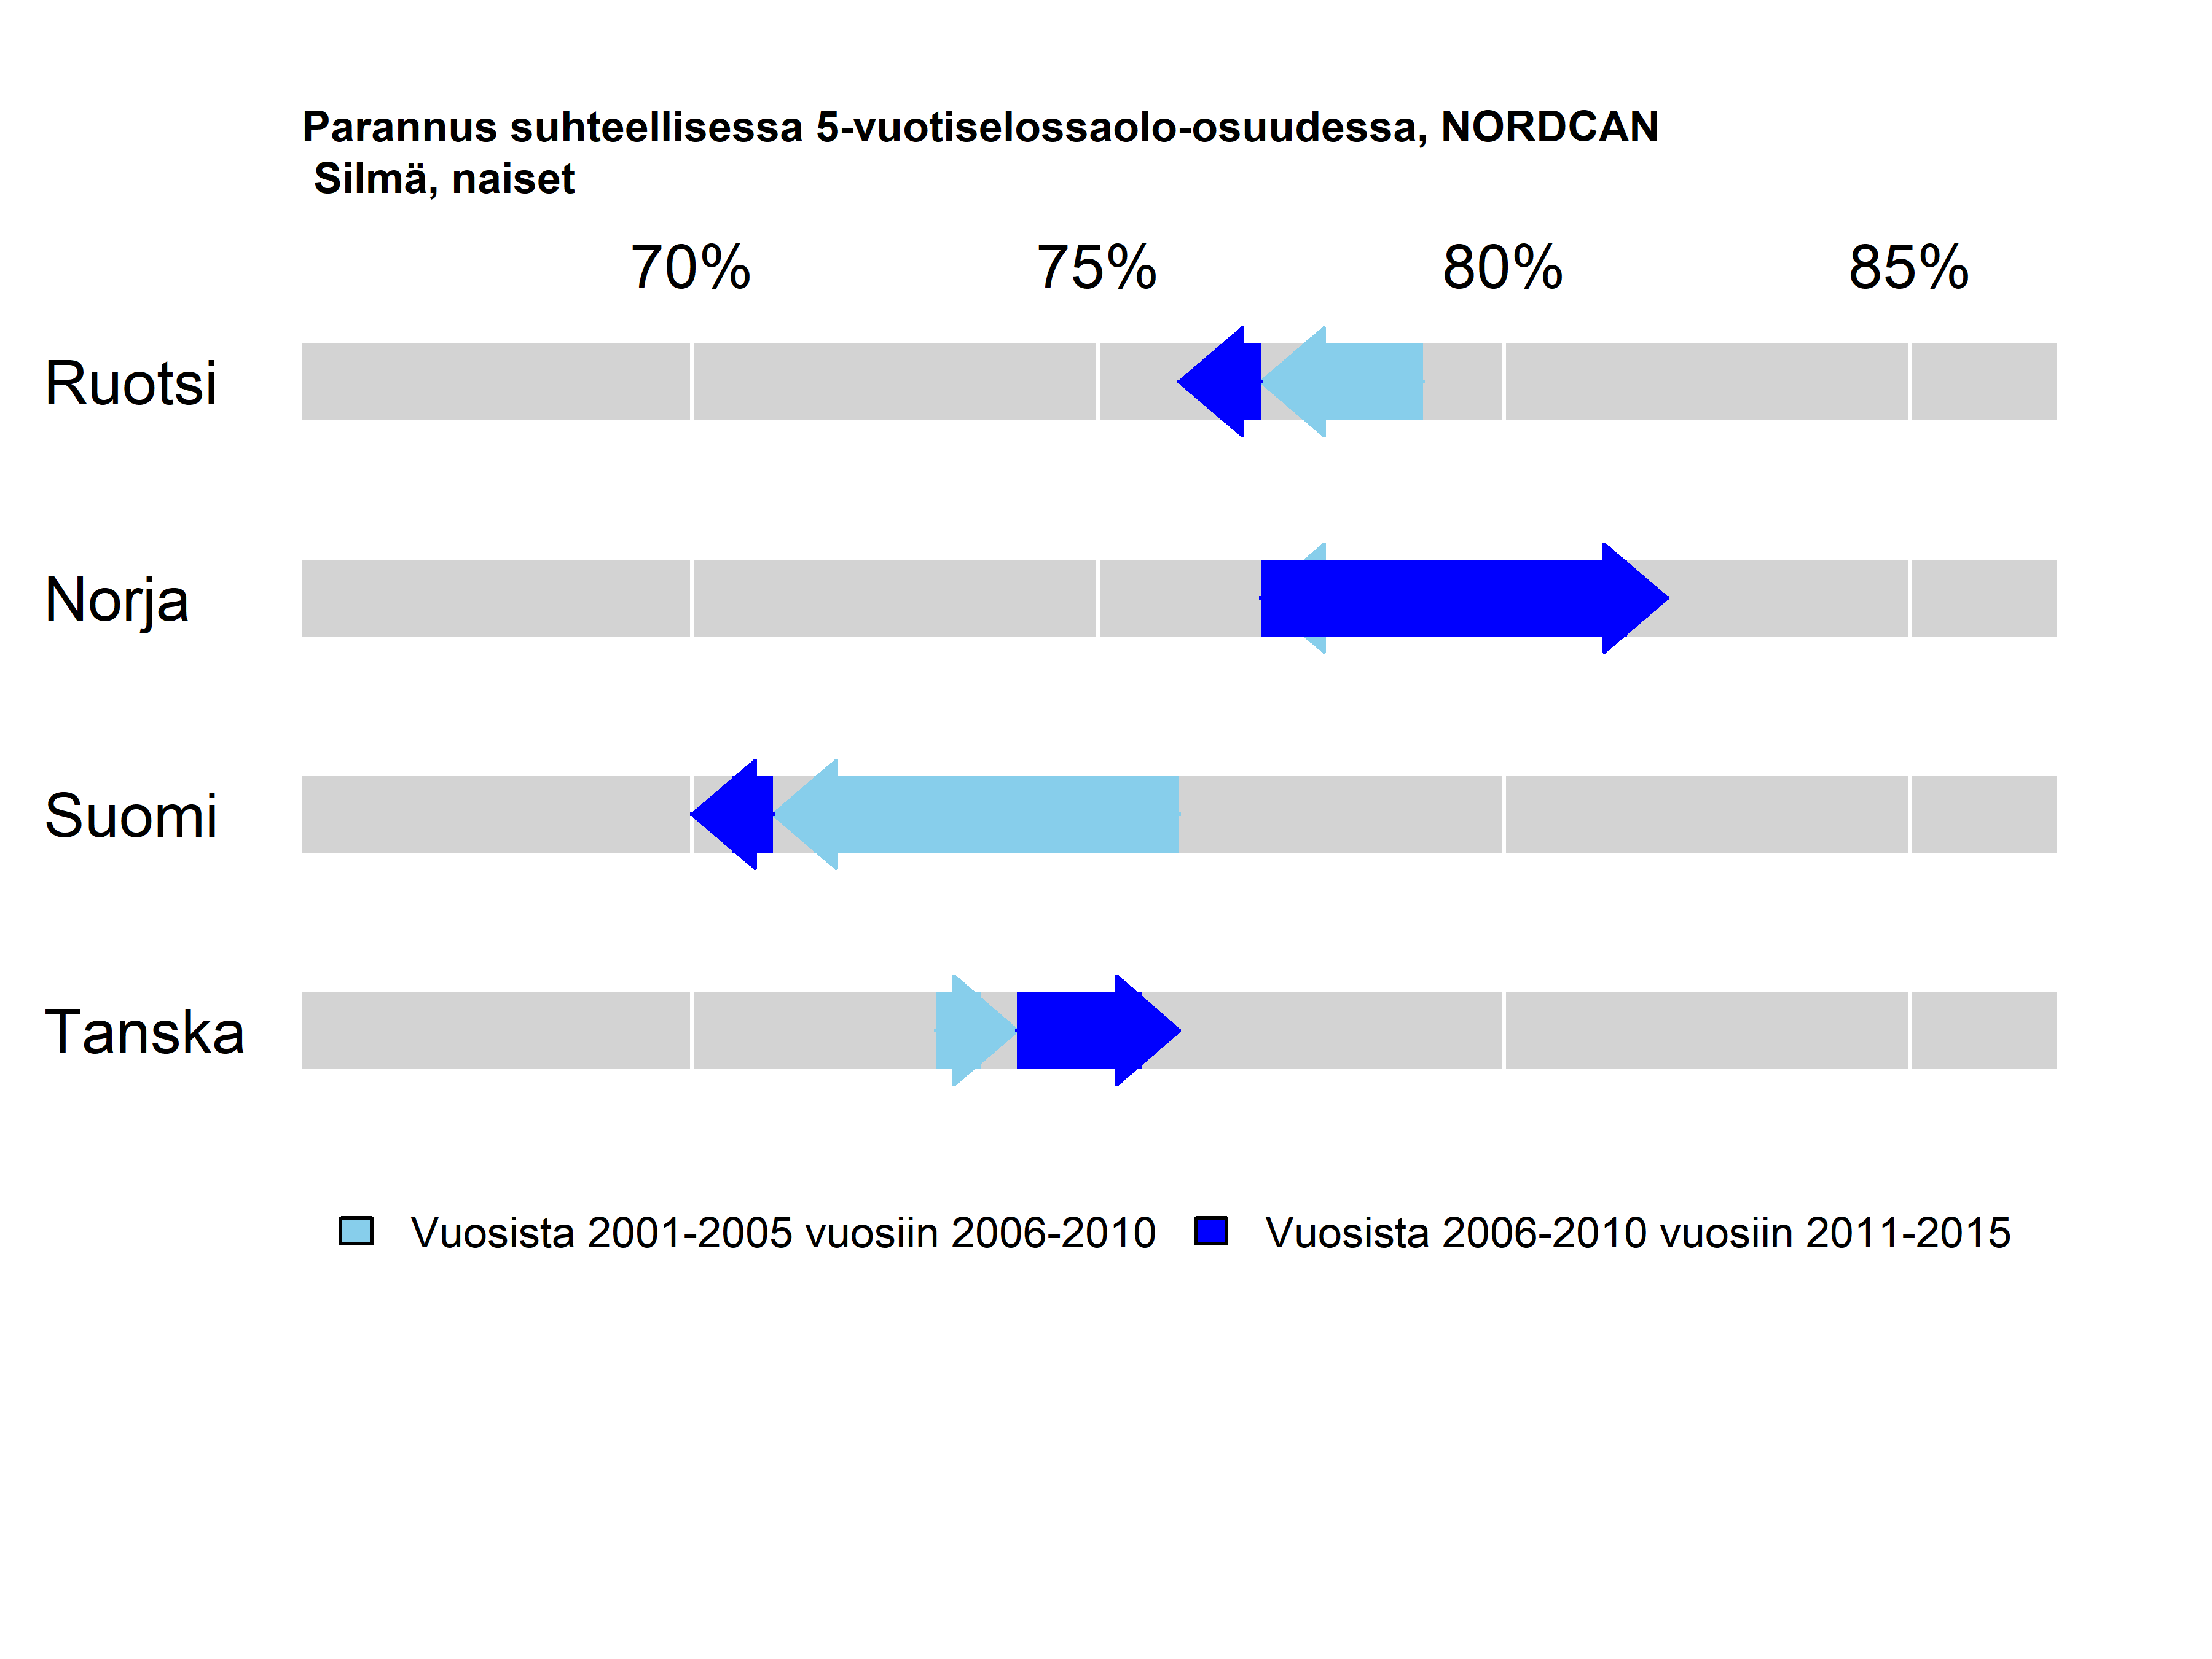 Parannus suhteellisessa 5-vuotiselossaolo-osuudessa, NORDCAN
Silmä, naiset
70% 75% 80% 85%
Ruotsi
Norja
Suomi
Tanska
Vuosista 2001-2005 vuosiin 2006-2010 Vuosista 2006-2010 vuosiin 2011-2015